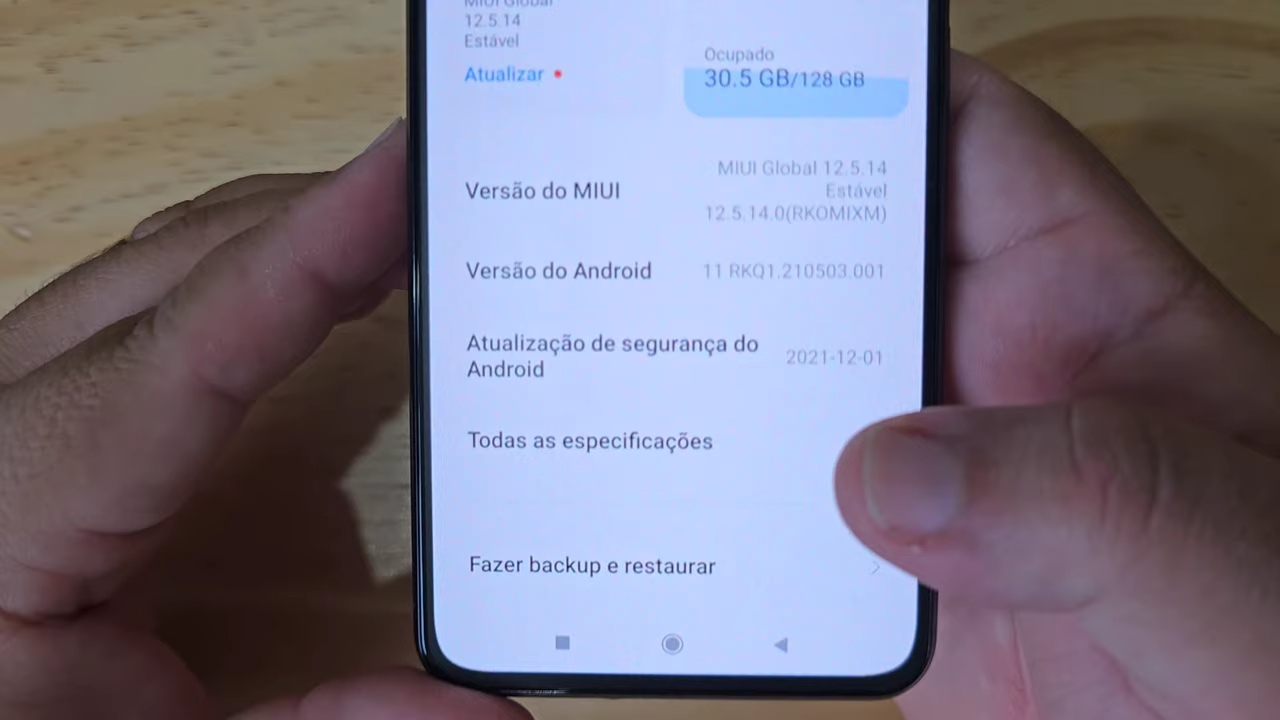 MIUI Global
12.5.14
Estável
Atualizar
Ocupado
30.5 GB/128 GB
Versão do MIUI
MIUI Global 12.5.14
Estável
12.5.14.0(RKOMIXM)
Versão do Android
11 RKQ1.210503.001
Atualização de segurança do
Android
2021-12-01
Todas as especificações
Fazer backup e restaurar